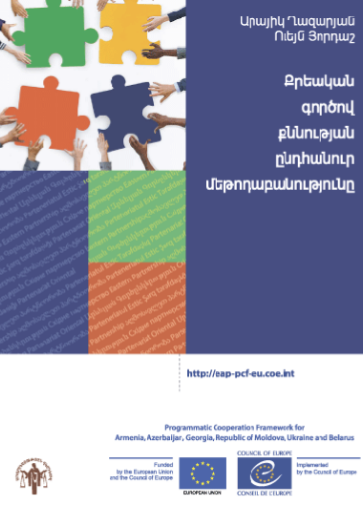 Արայիկ Ղազարյան
Ուեյն Յորդաշ
Քրեական
գործով
քննության
ընդհանուր
մեթոդաբանությունը
http://eap-pcf-eu.coe.int
Programmatic Cooperation Framework for
Armenia, Azerbaijan, Georgia, Republic of Moldova, Ukraine and Belarus
Funded
by the European Union
and the Council of Europe
EUROPEAN UNION
COUNCIL OF EUROPE
CONSEIL DE L'EUROPE
Implemented
by the Council of Europe